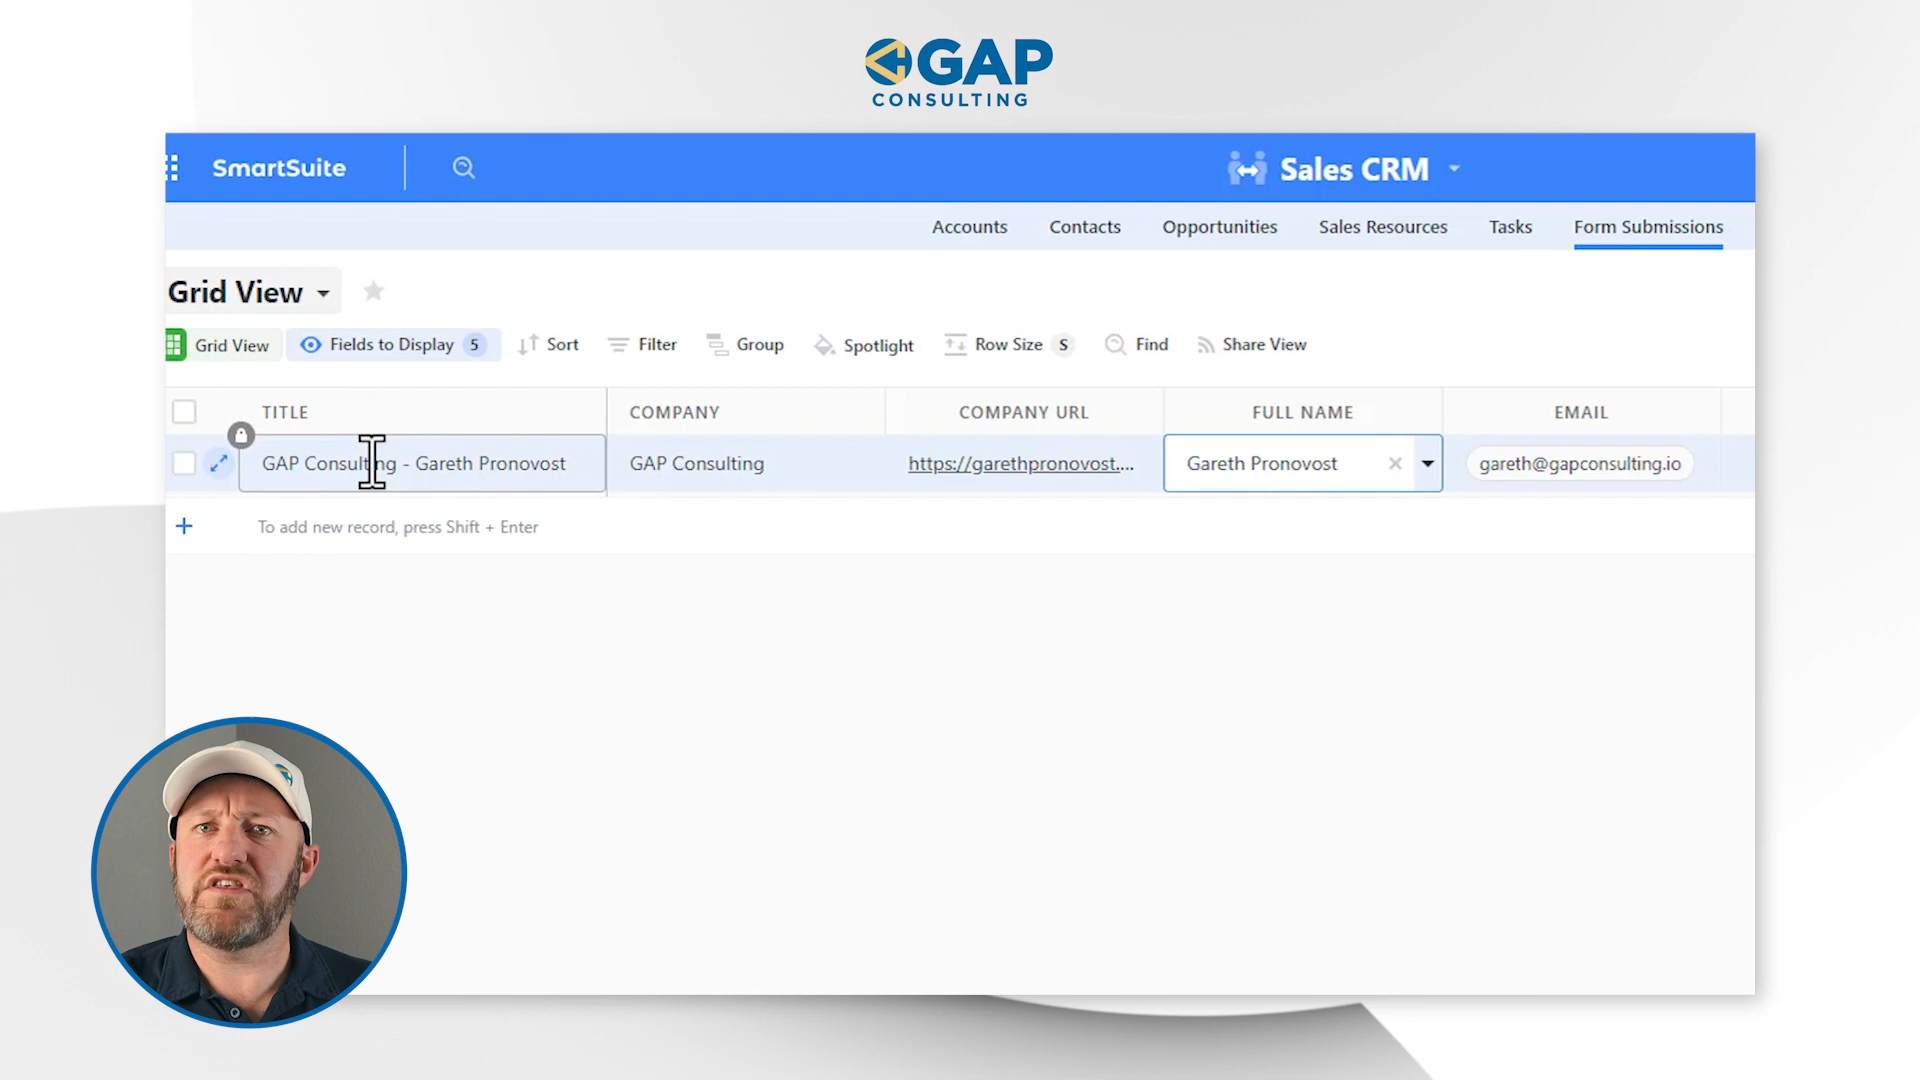 GAP
CONSULTING
SmartSuite
Sales CRM
Accounts Contacts Opportunities Sales Resources Tasks Form Submissions
Grid View
Grid View Fields to Display 5 Sort Filter Group Spotlight Row Size S Find Share View
TITLE COMPANY COMPANY URL FULL NAME EMAIL
GAP Consulting - Gareth Pronovost GAP Consulting https://garethpronovost.... Gareth Pronovost gareth@gapconsulting.io
To add new record, press Shift + Enter